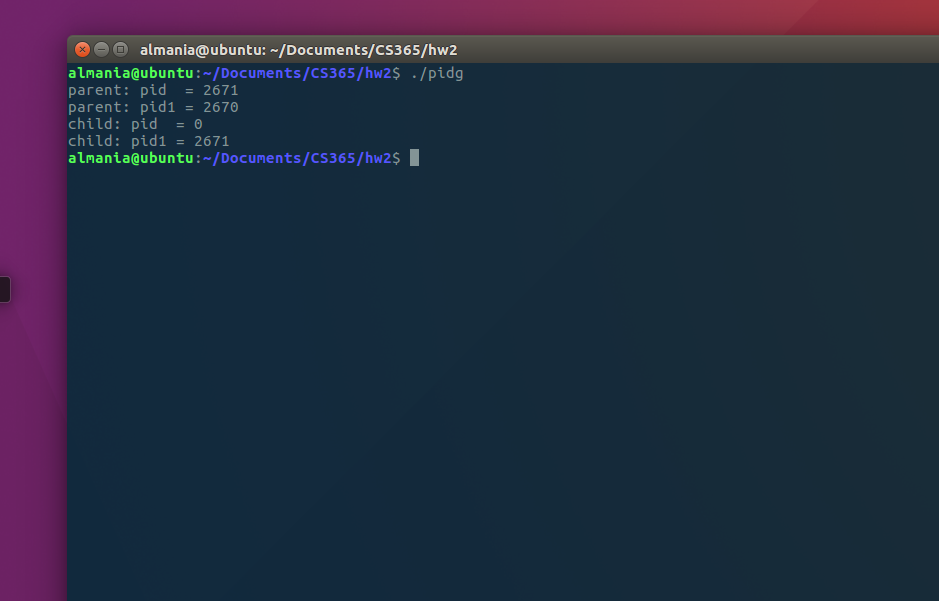 almania@ubuntu: ~/Documents/CS365/hw2
almania@ubuntu:~/Documents/CS365/hw2$ ./pidg
parent: pid  = 2671
parent: pid1 = 2670
child: pid  = 0
child: pid1 = 2671
almania@ubuntu:~/Documents/CS365/hw2$